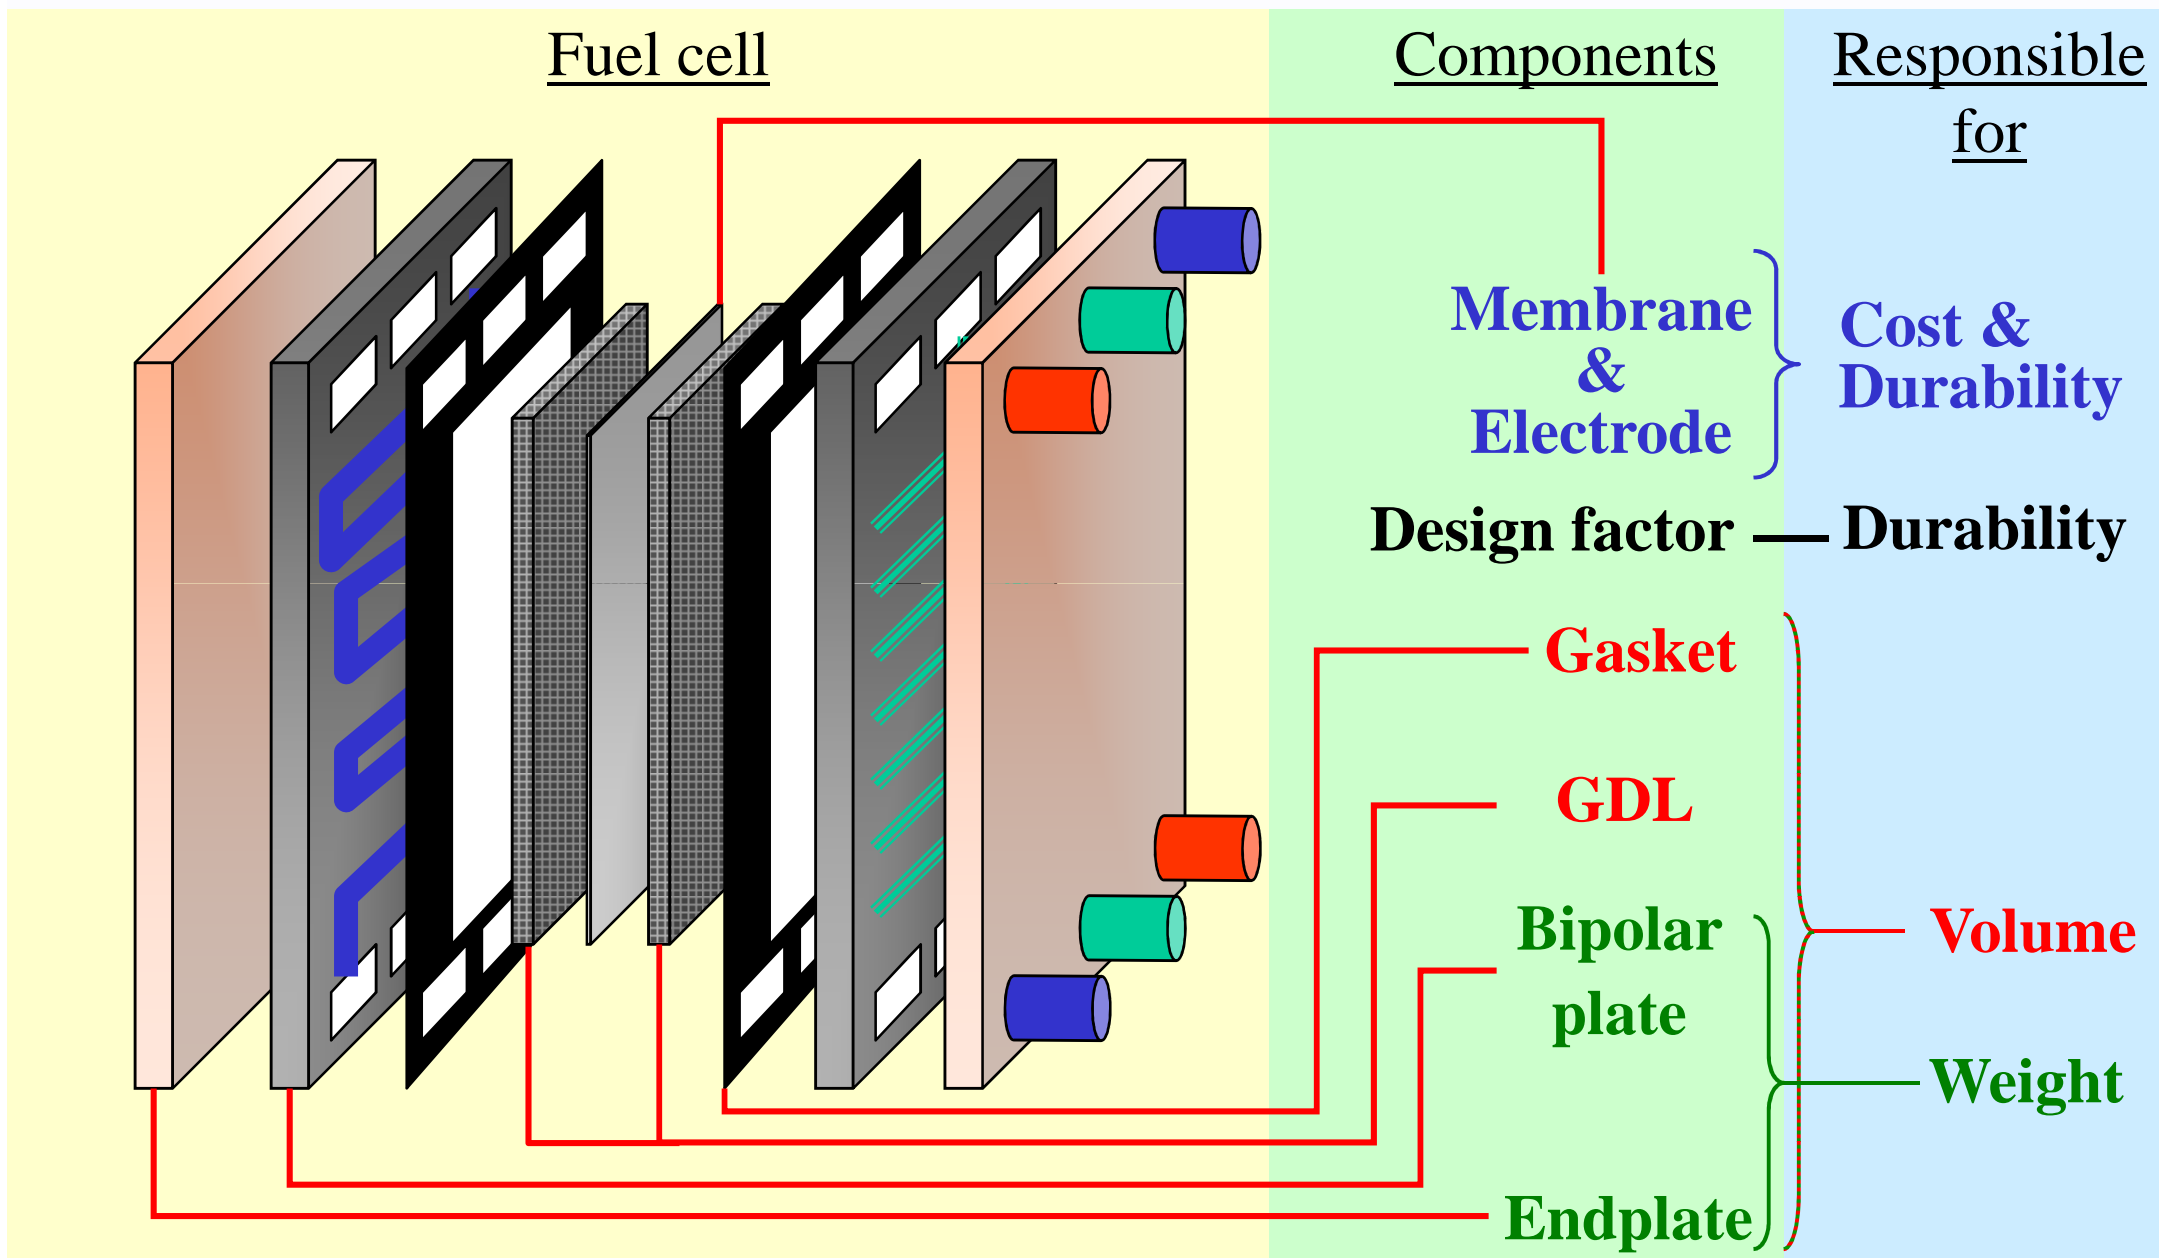 Fuel cell
Components
Responsible
for
Membrane
&
Electrode
Cost &
Durability
Design factor
Durability
Gasket
GDL
Bipolar
plate
Volume
Weight
Endplate